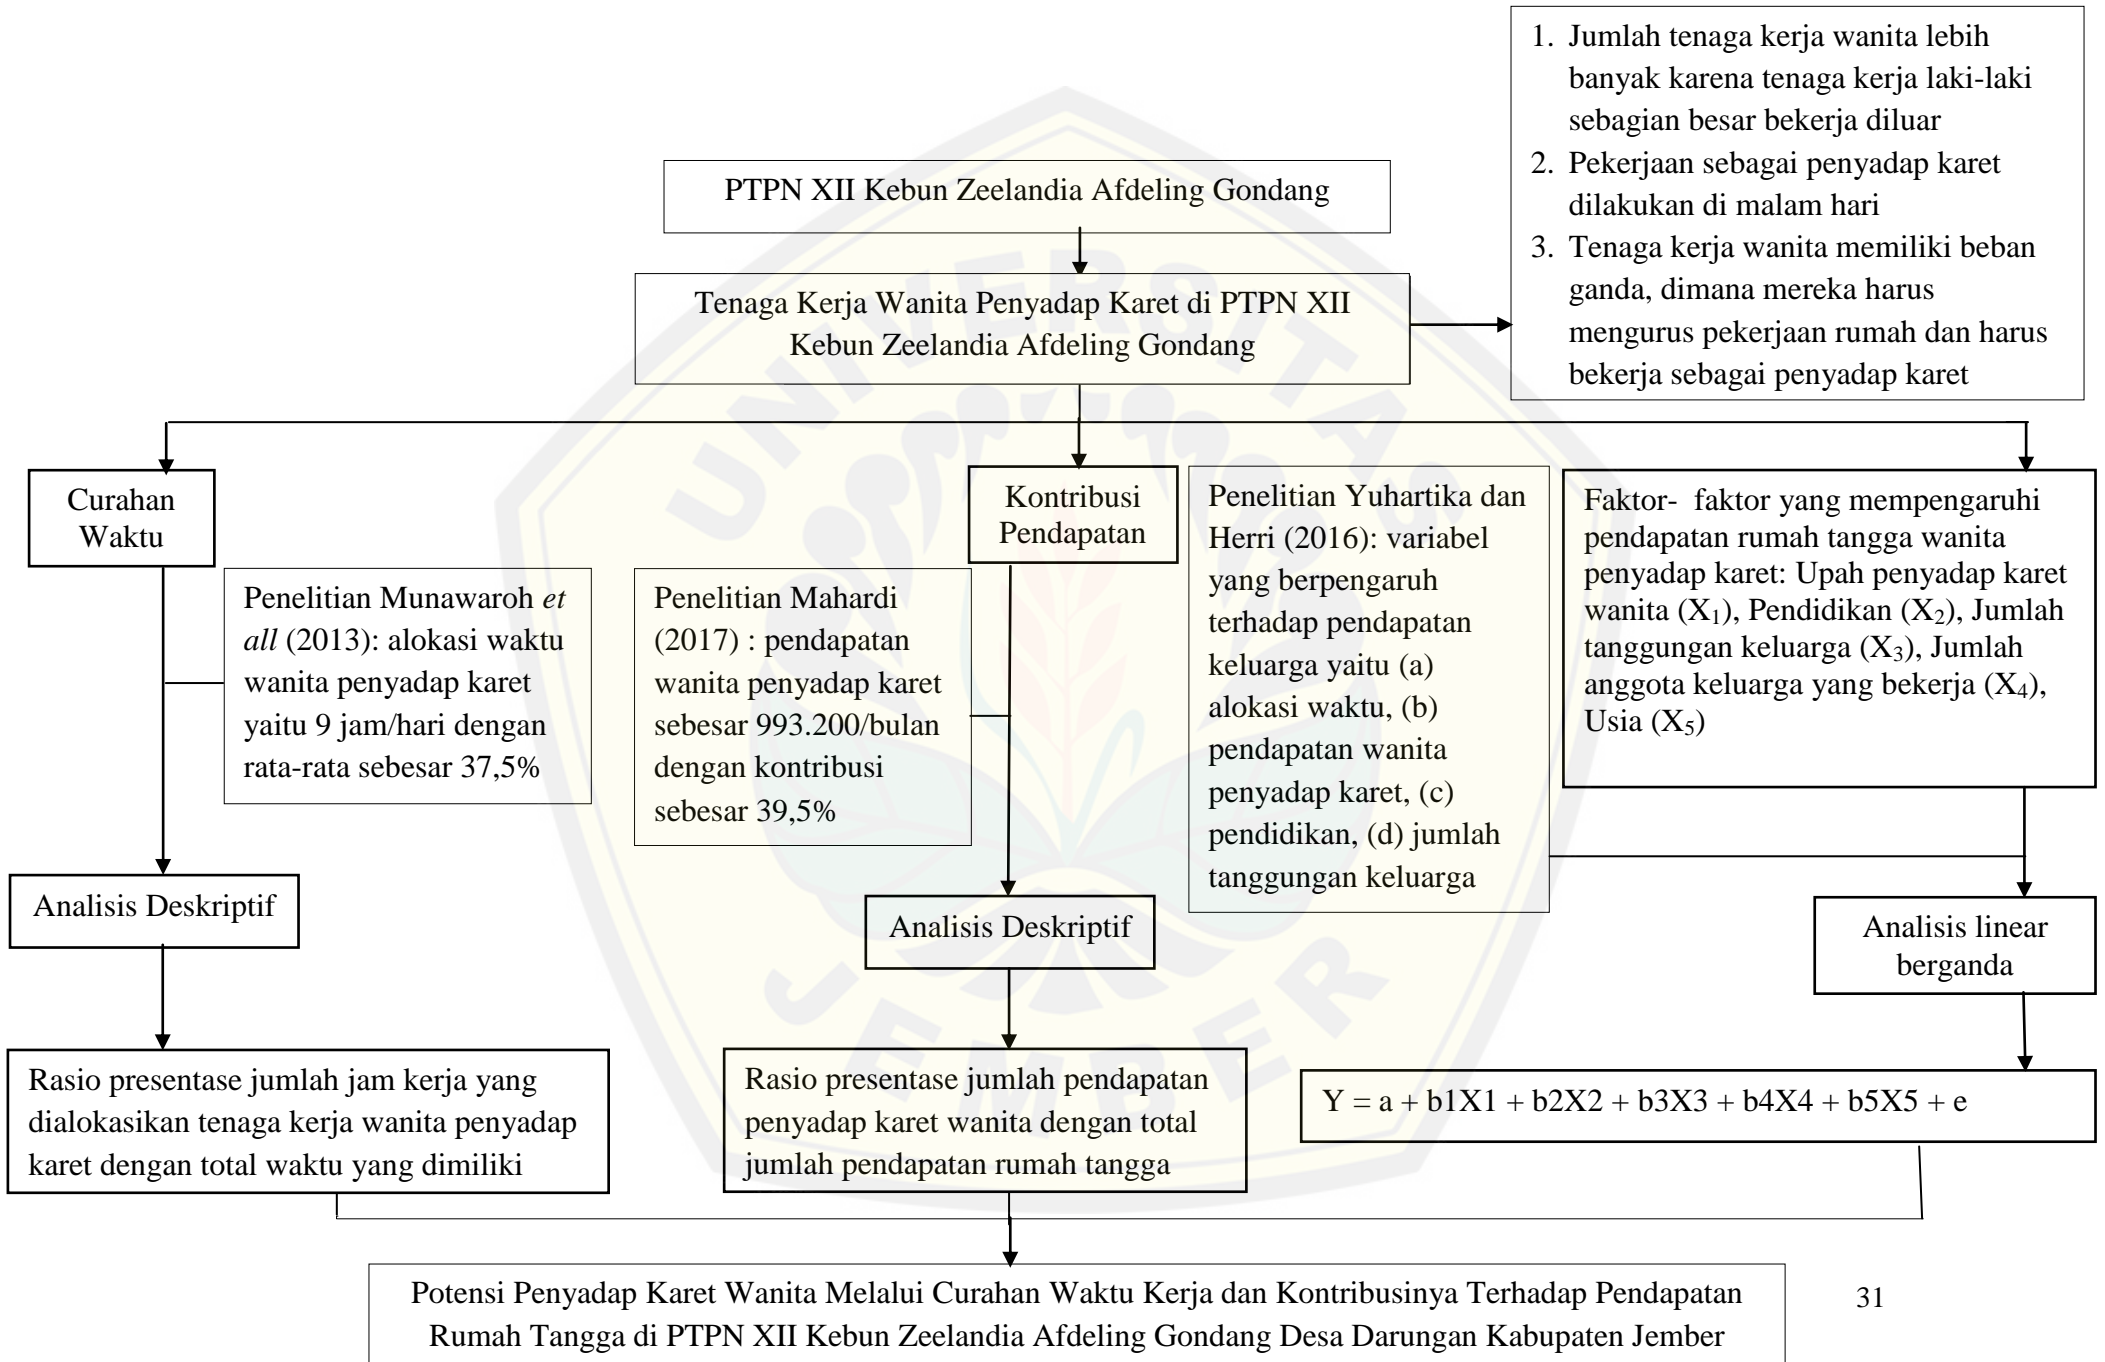 1. Jumlah tenaga kerja wanita lebih
banyak karena tenaga kerja laki-laki
sebagian besar bekerja diluar
2. Pekerjaan sebagai penyadap karet
dilakukan di malam hari
3. Tenaga kerja wanita memiliki beban
ganda, dimana mereka harus
mengurus pekerjaan rumah dan harus
bekerja sebagai penyadap karet
PTPN XII Kebun Zeelandia Afdeling Gondang
Tenaga Kerja Wanita Penyadap Karet di PTPN XII
Kebun Zeelandia Afdeling Gondang
Curahan
Waktu
Penelitian Munawaroh et
all (2013): alokasi waktu
wanita penyadap karet
yaitu 9 jam/hari dengan
rata-rata sebesar 37,5%
Kontribusi
Pendapatan
Penelitian Mahardi
(2017) : pendapatan
wanita penyadap karet
sebesar 993.200/bulan
dengan kontribusi
sebesar 39,5%
Penelitian Yuhartika dan
Herri (2016): variabel
yang berpengaruh
terhadap pendapatan
keluarga yaitu (a)
alokasi waktu, (b)
pendapatan wanita
penyadap karet, (c)
pendidikan, (d) jumlah
tanggungan keluarga
Faktor- faktor yang mempengaruhi
pendapatan rumah tangga wanita
penyadap karet: Upah penyadap karet
wanita (X₁), Pendidikan (X₂), Jumlah
tanggungan keluarga (X₃), Jumlah
anggota keluarga yang bekerja (X₄),
Usia (X₅)
Analisis Deskriptif
Analisis Deskriptif
Analisis linear
berganda
Rasio presentase jumlah jam kerja yang
dialokasikan tenaga kerja wanita penyadap
karet dengan total waktu yang dimiliki
Rasio presentase jumlah pendapatan
penyadap karet wanita dengan total
jumlah pendapatan rumah tangga
Y = a + b1X1 + b2X2 + b3X3 + b4X4 + b5X5 + e
Potensi Penyadap Karet Wanita Melalui Curahan Waktu Kerja dan Kontribusinya Terhadap Pendapatan
Rumah Tangga di PTPN XII Kebun Zeelandia Afdeling Gondang Desa Darungan Kabupaten Jember
31
UNIVERSITAS
JEMBER